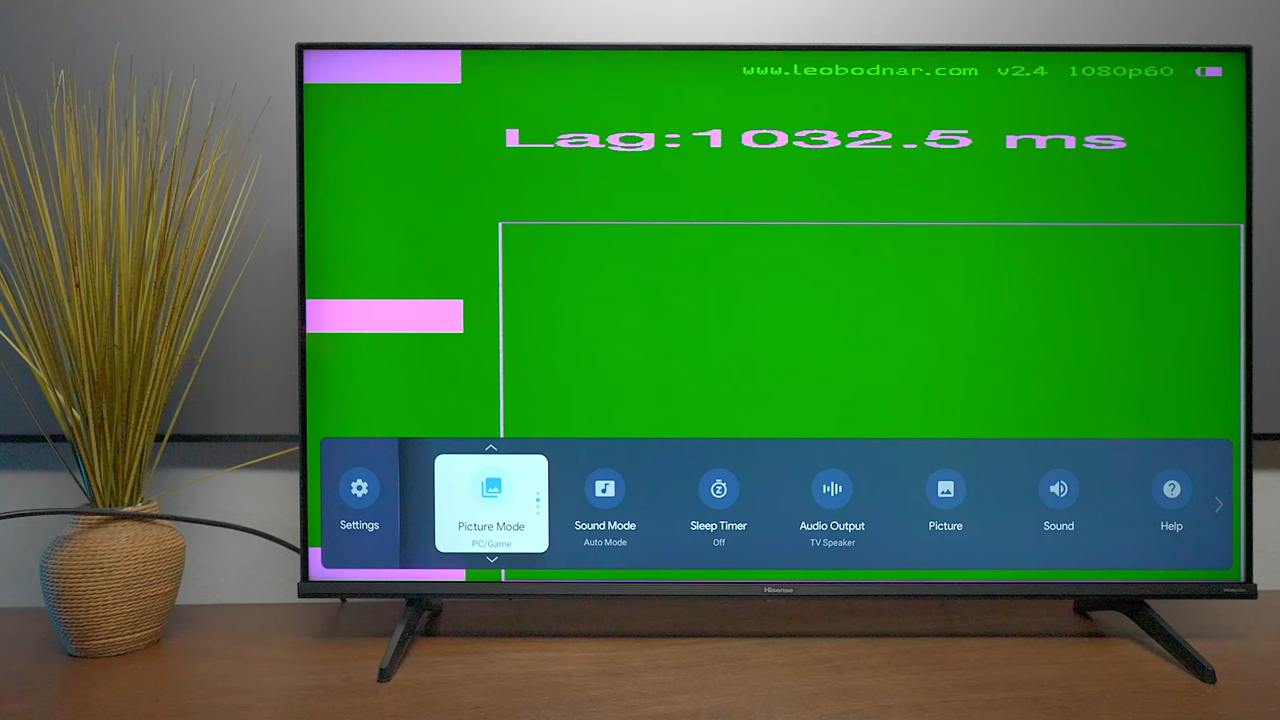 www.leobodnar.com v2.4 1080p60
Lag:1032.5 ms
Settings
Picture Mode
PC/Game
Sound Mode
Auto Mode
Sleep Timer
Off
Audio Output
TV Speaker
Picture
Sound
Help
Hisense